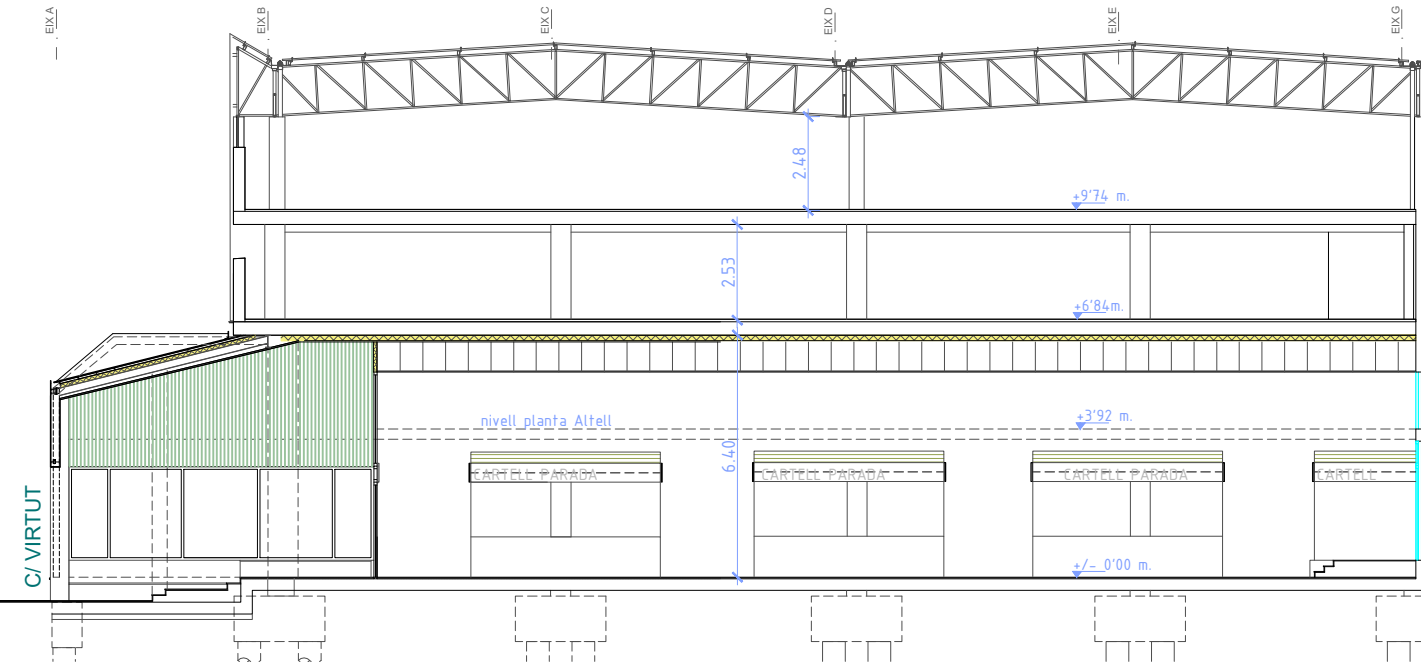 EIX A
EIX B
EIX C
EIX D
EIX E
EIX G
2.48
+9'74 m.
2.53
+6'84m.
nivell planta Altell
+3'92 m.
6.40
CARTELL PARADA
CARTELL PARADA
CARTELL PARADA
CARTELL
C/ VIRTUT
+/- 0'00 m.